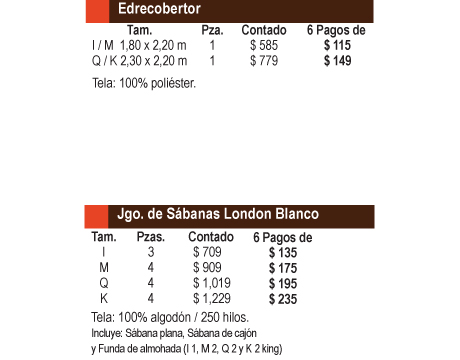 Edrecobertor
Tam. Pza. Contado 6 Pagos de
I / M 1,80 x 2,20 m 1 $ 585 $ 115
Q / K 2,30 x 2,20 m 1 $ 779 $ 149
Tela: 100% poliéster.
Jgo. de Sábanas London Blanco
Tam. Pzas. Contado 6 Pagos de
I 3 $ 709 $ 135
M 4 $ 909 $ 175
Q 4 $ 1,019 $ 195
K 4 $ 1,229 $ 235
Tela: 100% algodón / 250 hilos.
Incluye: Sábana plana, Sábana de cajón
y Funda de almohada (I 1, M 2, Q 2 y K 2 king)